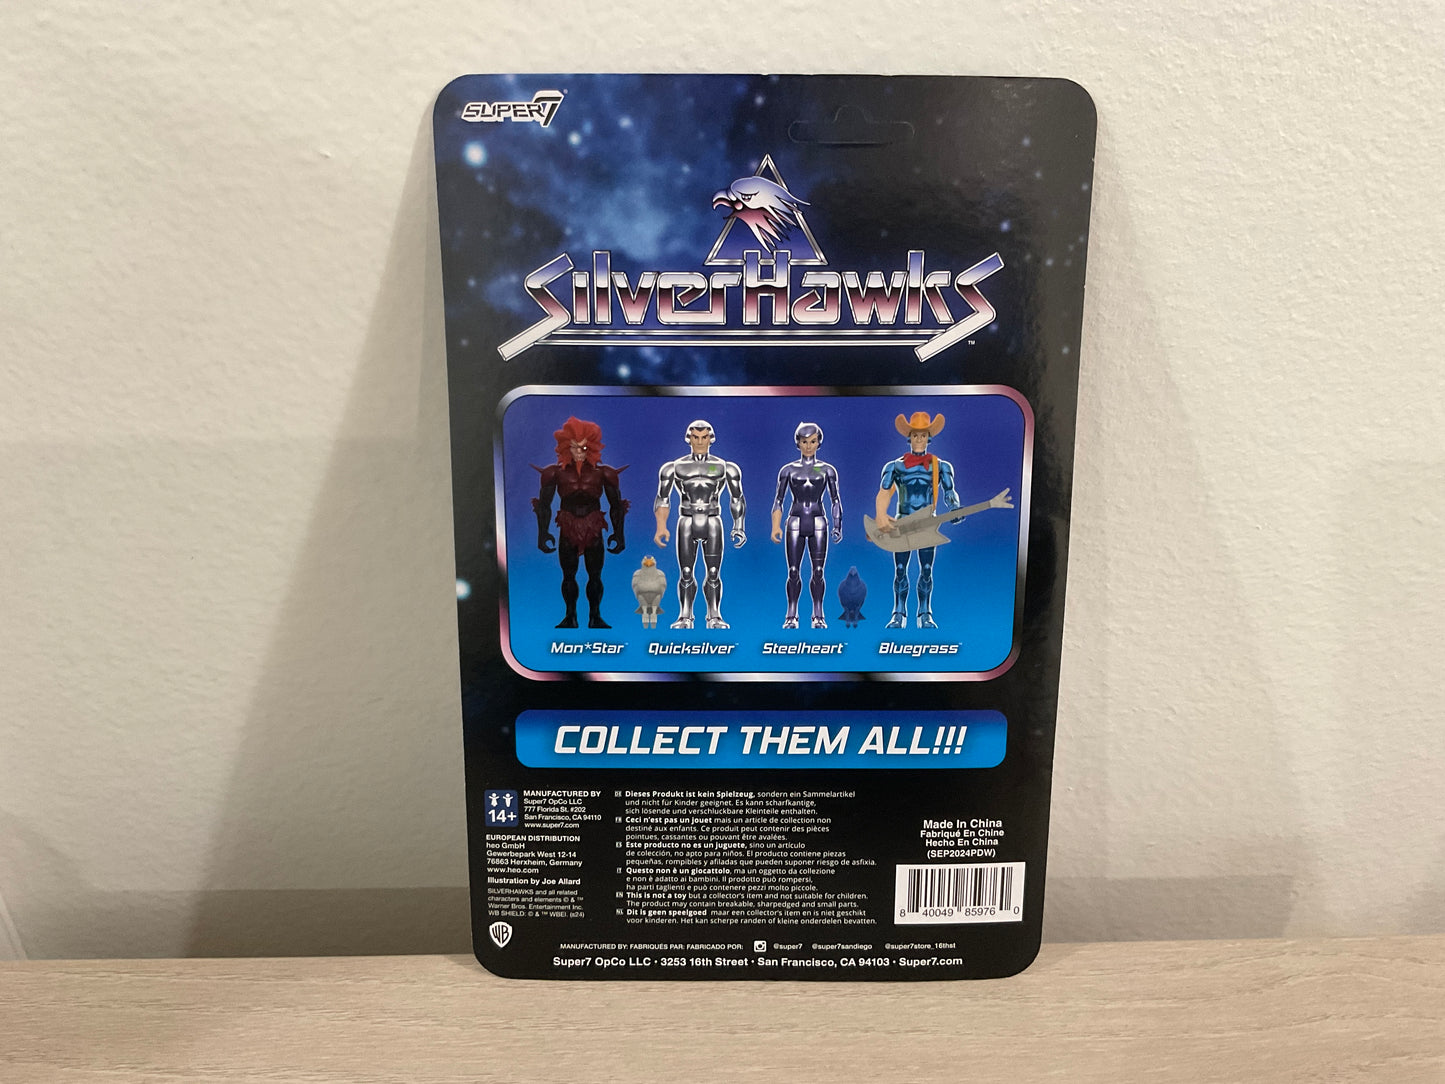 SUPER7
SilverHawks™
Mon*Star™ Quicksilver™ Steelheart™ Bluegrass™
COLLECT THEM ALL!!!
14+
MANUFACTURED BY
Super7 OpCo LLC
777 Florida St. #202
San Francisco, CA 94110
www.super7.com
EUROPEAN DISTRIBUTION
heo GmbH
Gewerbepark West 12-14
76863 Herxheim, Germany
www.heo.com
Illustration by Joe Allard
SILVERHAWKS and all related
characters and elements © & ™
Warner Bros. Entertainment Inc.
WB SHIELD: © & ™ WBEI. (s24)
WB
DE Dieses Produkt ist kein Spielzeug, sondern ein Sammelartikel
und nicht für Kinder geeignet. Es kann scharfkantige,
sich lösende und verschluckbare Kleinteile enthalten.
FR Ceci n'est pas un jouet mais un article de collection non
destiné aux enfants. Ce produit peut contenir des pièces
pointues, cassantes ou pouvant être avalées.
ES Este producto no es un juguete, sino un artículo
de colección, no apto para niños. El producto contiene piezas
pequeñas, rompibles y afiladas que pueden suponer riesgo de asfixia.
IT Questo non è un giocattolo, ma un oggetto da collezione
e non è adatto ai bambini. Il prodotto può rompersi,
ha parti taglienti e può contenere pezzi molto piccole.
EN This is not a toy but a collector's item and not suitable for children.
The product may contain breakable, sharpedged and small parts.
NL Dit is geen speelgoed maar een collector's item en is niet geschikt
voor kinderen. Het kan scherpe randen of kleine onderdelen bevatten.
Made In China
Fabriqué En Chine
Hecho En China
(SEP2024PDW)
8 40049 85976 0
MANUFACTURED BY: FABRIQUÉS PAR: FABRICADO POR: @super7 @super7sandiego @super7store_16thst
Super7 OpCo LLC • 3253 16th Street • San Francisco, CA 94103 • Super7.com